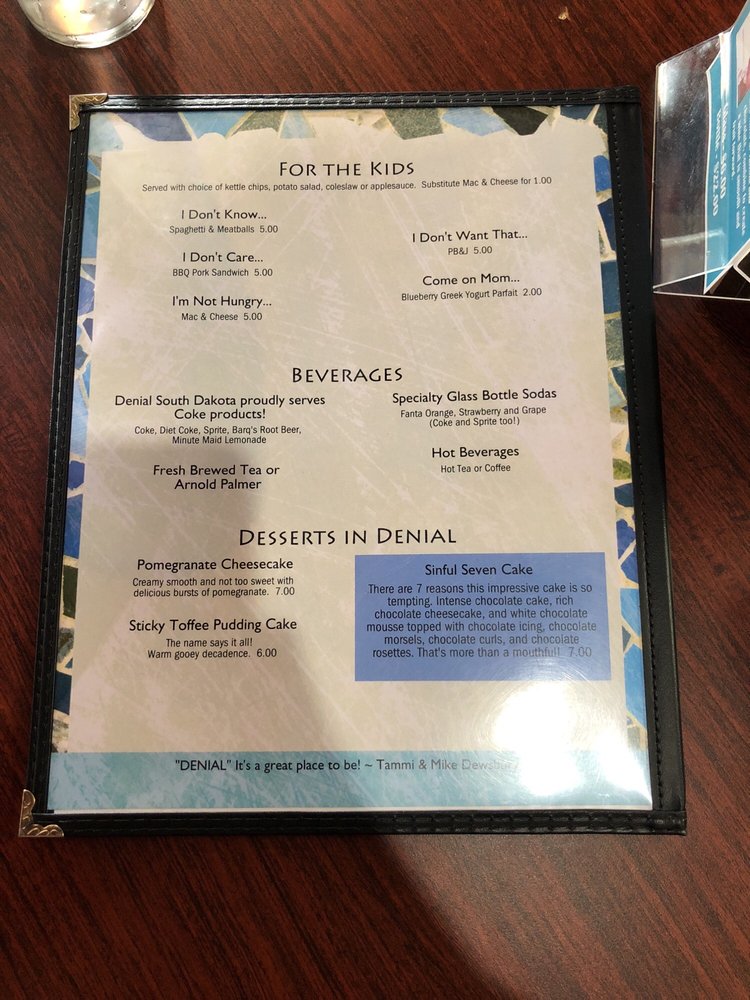 FOR THE KIDS
Served with choice of kettle chips, potato salad, coleslaw or applesauce. Substitute Mac & Cheese for 1.00
I Don't Know...
Spaghetti & Meatballs 5.00
I Don't Care...
BBQ Pork Sandwich 5.00
I'm Not Hungry...
Mac & Cheese 5.00
I Don't Want That...
PB&J 5.00
Come on Mom...
Blueberry Greek Yogurt Parfait 2.00
BEVERAGES
Denial South Dakota proudly serves
Coke products!
Coke, Diet Coke, Sprite, Barq's Root Beer,
Minute Maid Lemonade
Fresh Brewed Tea or
Arnold Palmer
Specialty Glass Bottle Sodas
Fanta Orange, Strawberry and Grape
(Coke and Sprite too!)
Hot Beverages
Hot Tea or Coffee
DESSERTS IN DENIAL
Pomegranate Cheesecake
Creamy smooth and not too sweet with
delicious bursts of pomegranate. 7.00
Sticky Toffee Pudding Cake
The name says it all!
Warm gooey decadence. 6.00
Sinful Seven Cake
There are 7 reasons this impressive cake is so
tempting. Intense chocolate cake, rich
chocolate cheesecake, and white chocolate
mousse topped with chocolate icing, chocolate
morsels, chocolate curls, and chocolate
rosettes. That's more than a mouthful! 7.00
"DENIAL" It's a great place to be! ~ Tammi & Mike Dewsbury